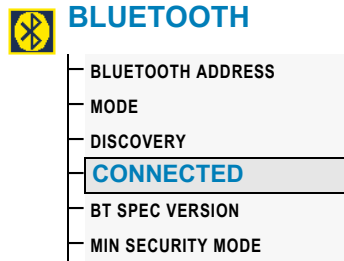 BLUETOOTH
BLUETOOTH ADDRESS
MODE
DISCOVERY
CONNECTED
BT SPEC VERSION
MIN SECURITY MODE